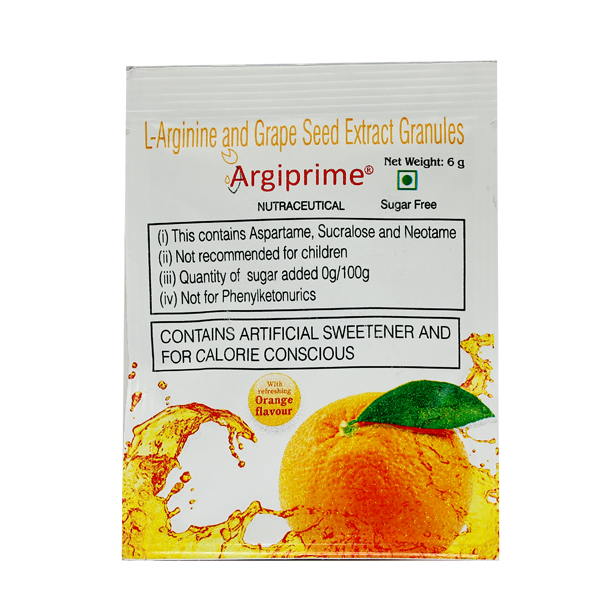 L-Arginine and Grape Seed Extract Granules
Net Weight: 6 g
Argiprime®
NUTRACEUTICAL
Sugar Free
(i) This contains Aspartame, Sucralose and Neotame
(ii) Not recommended for children
(iii) Quantity of sugar added 0g/100g
(iv) Not for Phenylketonurics
CONTAINS ARTIFICIAL SWEETENER AND
FOR CALORIE CONSCIOUS
With
refreshing
Orange
flavour